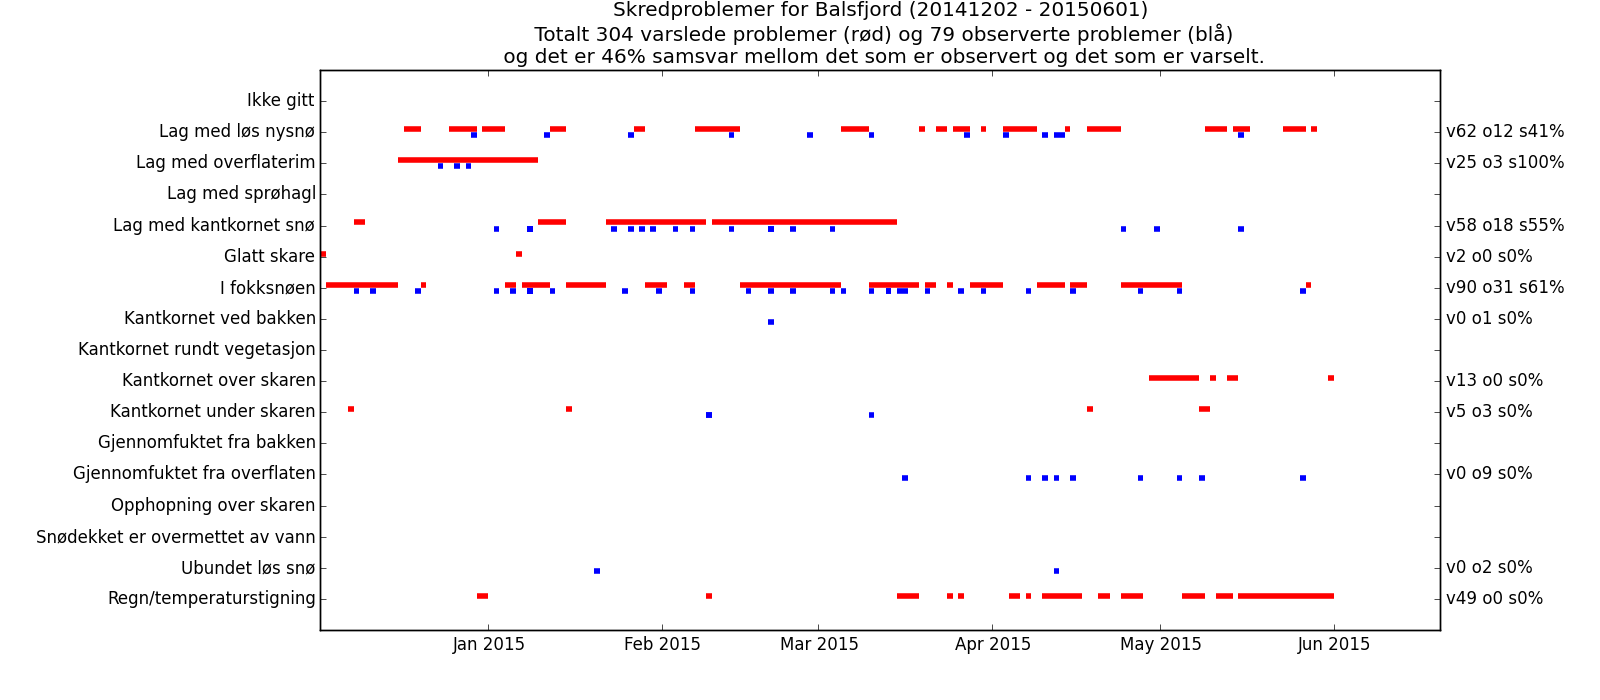 Skredproblemer for Balsfjord (20141202 - 20150601)
Totalt 304 varslede problemer (rød) og 79 observerte problemer (blå)
og det er 46% samsvar mellom det som er observert og det som er varselt.
Ikke gitt
Lag med løs nysnø v62 o12 s41%
Lag med overflaterim v25 o3 s100%
Lag med sprøhagl
Lag med kantkornet snø v58 o18 s55%
Glatt skare v2 o0 s0%
I fokksnøen v90 o31 s61%
Kantkornet ved bakken v0 o1 s0%
Kantkornet rundt vegetasjon
Kantkornet over skaren v13 o0 s0%
Kantkornet under skaren v5 o3 s0%
Gjennomfuktet fra bakken
Gjennomfuktet fra overflaten v0 o9 s0%
Opphopning over skaren
Snødekket er overmettet av vann
Ubundet løs snø v0 o2 s0%
Regn/temperaturstigning v49 o0 s0%
Jan 2015 Feb 2015 Mar 2015 Apr 2015 May 2015 Jun 2015